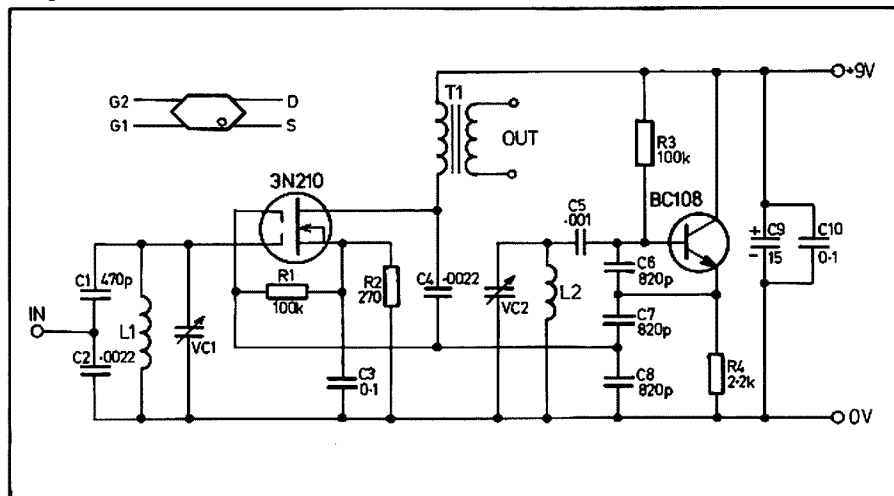 +9V
G2
D
G1
S
T1
OUT
R3
100k
3N210
BC108
C5
·001
C9
15
C10
0·1
+
-
C1
470p
R1
100k
R2
270
C4
·0022
C6
820p
IN
L1
VC1
VC2
L2
C7
820p
C2
·0022
C3
0·1
C8
820p
R4
2·2k
0V